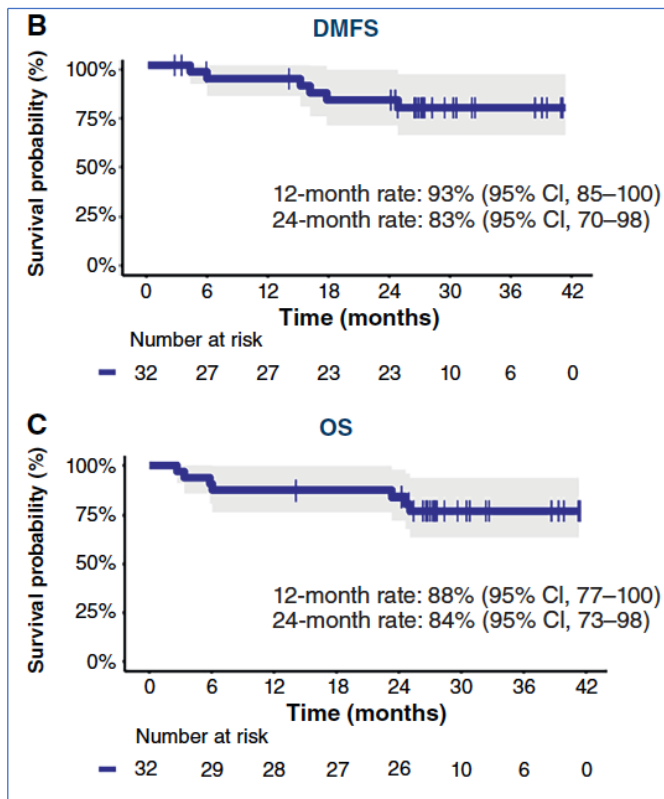 B
DMFS
Survival probability (%)
100%
75%
50%
25%
0%
12-month rate: 93% (95% CI, 85–100)
24-month rate: 83% (95% CI, 70–98)
0 6 12 18 24 30 36 42
Time (months)
Number at risk
32 27 27 23 23 10 6 0
C
OS
Survival probability (%)
100%
75%
50%
25%
0%
12-month rate: 88% (95% CI, 77–100)
24-month rate: 84% (95% CI, 73–98)
0 6 12 18 24 30 36 42
Time (months)
Number at risk
32 29 28 27 26 10 6 0